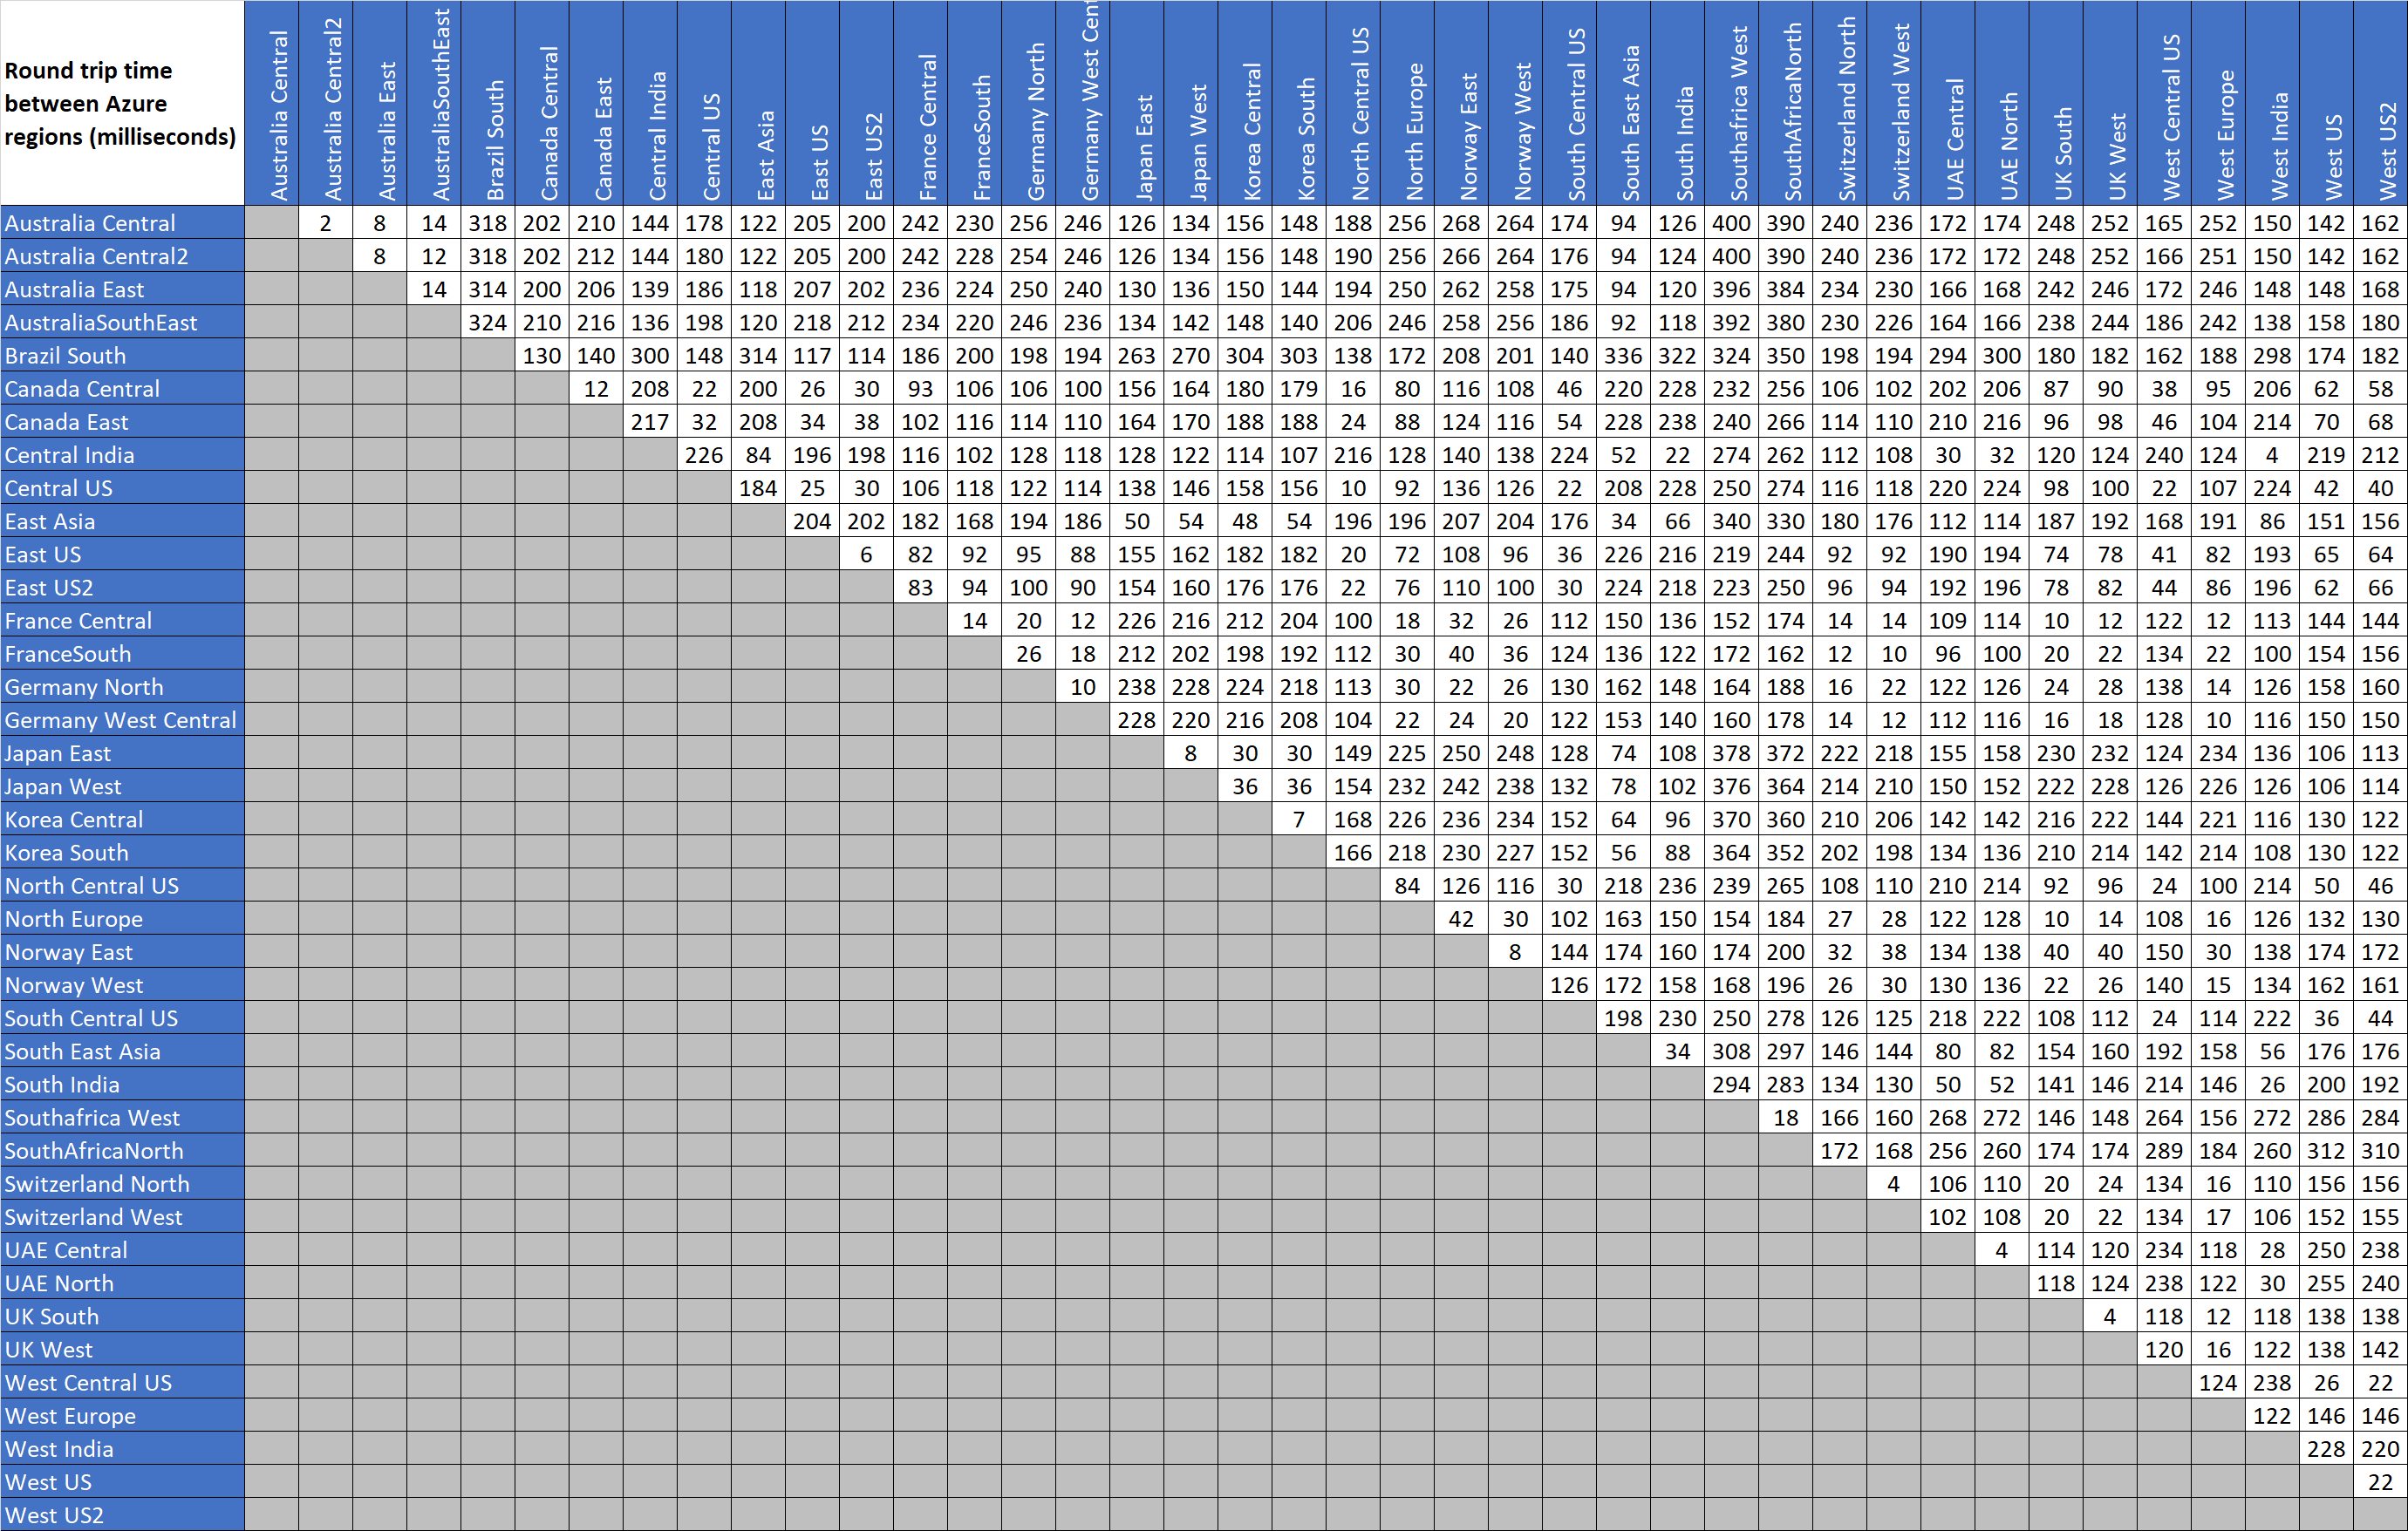 Round trip time
between Azure
regions (milliseconds)
Australia Central
Australia Central2
Australia East
AustraliaSouthEast
Brazil South
Canada Central
Canada East
Central India
Central US
East Asia
East US
East US2
France Central
FranceSouth
Germany North
Germany West Cent
Japan East
Japan West
Korea Central
Korea South
North Central US
North Europe
Norway East
Norway West
South Central US
South East Asia
South India
Southafrica West
SouthAfricaNorth
Switzerland North
Switzerland West
UAE Central
UAE North
UK South
UK West
West Central US
West Europe
West India
West US
West US2
Australia Central 2 8 14 318 202 210 144 178 122 205 200 242 230 256 246 126 134 156 148 188 256 268 264 174 94 126 400 390 240 236 172 174 248 252 165 252 150 142 162
Australia Central2 8 12 318 202 212 144 180 122 205 200 242 228 254 246 126 134 156 148 190 256 266 264 176 94 124 400 390 240 236 172 172 248 252 166 251 150 142 162
Australia East 14 314 200 206 139 186 118 207 202 236 224 250 240 130 136 150 144 194 250 262 258 175 94 120 396 384 234 230 166 168 242 246 172 246 148 148 168
AustraliaSouthEast 324 210 216 136 198 120 218 212 234 220 246 236 134 142 148 140 206 246 258 256 186 92 118 392 380 230 226 164 166 238 244 186 242 138 158 180
Brazil South 130 140 300 148 314 117 114 186 200 198 194 263 270 304 303 138 172 208 201 140 336 322 324 350 198 194 294 300 180 182 162 188 298 174 182
Canada Central 12 208 22 200 26 30 93 106 106 100 156 164 180 179 16 80 116 108 46 220 228 232 256 106 102 202 206 87 90 38 95 206 62 58
Canada East 217 32 208 34 38 102 116 114 110 164 170 188 188 24 88 124 116 54 228 238 240 266 114 110 210 216 96 98 46 104 214 70 68
Central India 226 84 196 198 116 102 128 118 128 122 114 107 216 128 140 138 224 52 22 274 262 112 108 30 32 120 124 240 124 4 219 212
Central US 184 25 30 106 118 122 114 138 146 158 156 10 92 136 126 22 208 228 250 274 116 118 220 224 98 100 22 107 224 42 40
East Asia 204 202 182 168 194 186 50 54 48 54 196 196 207 204 176 34 66 340 330 180 176 112 114 187 192 168 191 86 151 156
East US 6 82 92 95 88 155 162 182 182 20 72 108 96 36 226 216 219 244 92 92 190 194 74 78 41 82 193 65 64
East US2 83 94 100 90 154 160 176 176 22 76 110 100 30 224 218 223 250 96 94 192 196 78 82 44 86 196 62 66
France Central 14 20 12 226 216 212 204 100 18 32 26 112 150 136 152 174 14 14 109 114 10 12 122 12 113 144 144
FranceSouth 26 18 212 202 198 192 112 30 40 36 124 136 122 172 162 12 10 96 100 20 22 134 22 100 154 156
Germany North 10 238 228 224 218 113 30 22 26 130 162 148 164 188 16 22 122 126 24 28 138 14 126 158 160
Germany West Central 228 220 216 208 104 22 24 20 122 153 140 160 178 14 12 112 116 16 18 128 10 116 150 150
Japan East 8 30 30 149 225 250 248 128 74 108 378 372 222 218 155 158 230 232 124 234 136 106 113
Japan West 36 36 154 232 242 238 132 78 102 376 364 214 210 150 152 222 228 126 226 126 106 114
Korea Central 7 168 226 236 234 152 64 96 370 360 210 206 142 142 216 222 144 221 116 130 122
Korea South 166 218 230 227 152 56 88 364 352 202 198 134 136 210 214 142 214 108 130 122
North Central US 84 126 116 30 218 236 239 265 108 110 210 214 92 96 24 100 214 50 46
North Europe 42 30 102 163 150 154 184 27 28 122 128 10 14 108 16 126 132 130
Norway East 8 144 174 160 174 200 32 38 134 138 40 40 150 30 138 174 172
Norway West 126 172 158 168 196 26 30 130 136 22 26 140 15 134 162 161
South Central US 198 230 250 278 126 125 218 222 108 112 24 114 222 36 44
South East Asia 34 308 297 146 144 80 82 154 160 192 158 56 176 176
South India 294 283 134 130 50 52 141 146 214 146 26 200 192
Southafrica West 18 166 160 268 272 146 148 264 156 272 286 284
SouthAfricaNorth 172 168 256 260 174 174 289 184 260 312 310
Switzerland North 4 106 110 20 24 134 16 110 156 156
Switzerland West 102 108 20 22 134 17 106 152 155
UAE Central 4 114 120 234 118 28 250 238
UAE North 118 124 238 122 30 255 240
UK South 4 118 12 118 138 138
UK West 120 16 122 138 142
West Central US 124 238 26 22
West Europe 122 146 146
West India 228 220
West US 22
West US2